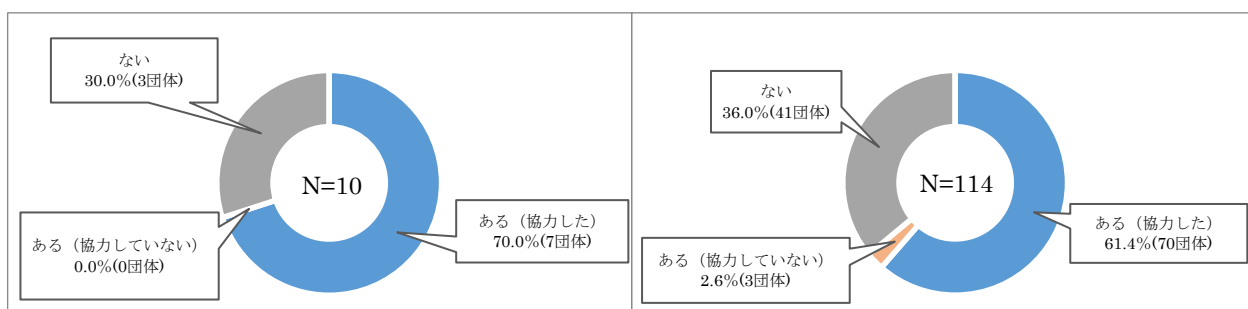 ない
30.0%(3団体)
N=10
ある（協力していない）
0.0%(0団体)
ある（協力した）
70.0%(7団体)
ない
36.0%(41団体)
N=114
ある（協力した）
61.4%(70団体)
ある（協力していない）
2.6%(3団体)